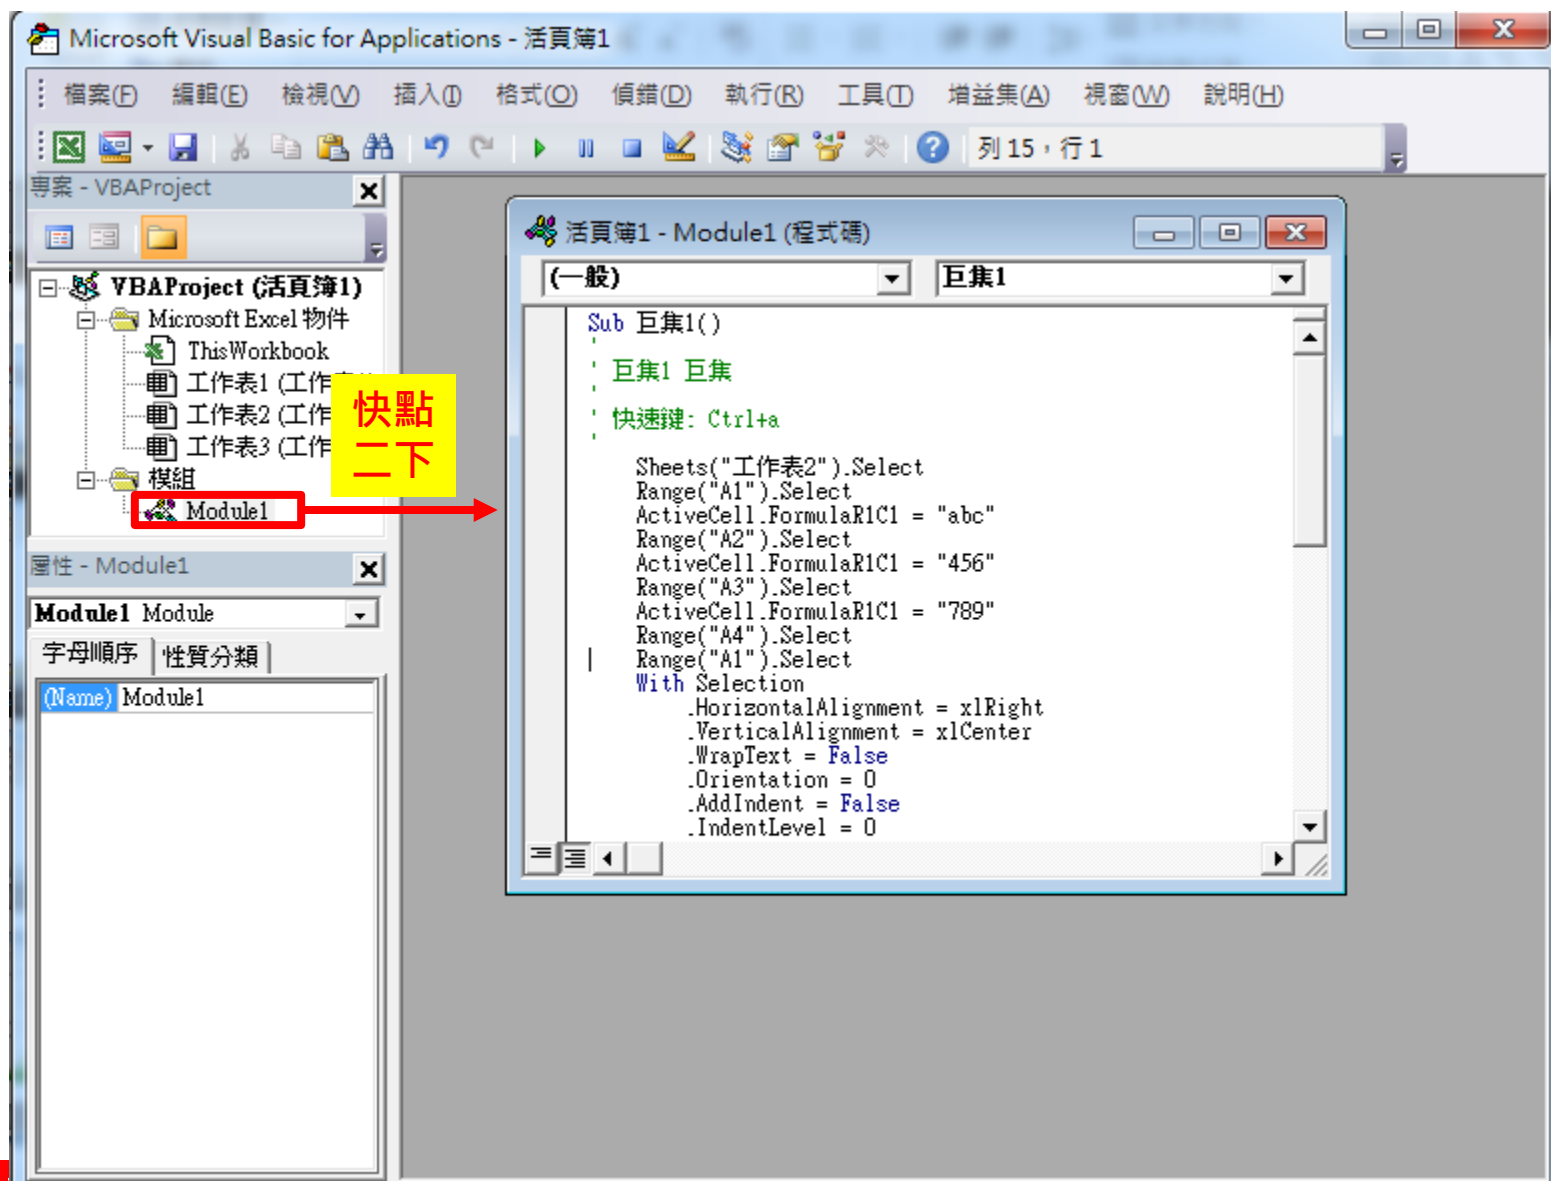 Microsoft Visual Basic for Applications - 活頁簿1
檔案(F) 編輯(E) 檢視(V) 插入(I) 格式(O) 偵錯(D) 執行(R) 工具(T) 增益集(A) 視窗(W) 說明(H)
列 15，行 1
專案 - VBAProject
VBAProject (活頁簿1)
Microsoft Excel 物件
ThisWorkbook
工作表1 (工作
工作表2 (工作
工作表3 (工作
模組
Module1
快點
二下
屬性 - Module1
Module1 Module
字母順序 性質分類
(Name) Module1
活頁簿1 - Module1 (程式碼)
(一般) 巨集1
Sub 巨集1()
'
' 巨集1 巨集
'
' 快速鍵: Ctrl+a
'
Sheets("工作表2").Select
Range("A1").Select
ActiveCell.FormulaR1C1 = "abc"
Range("A2").Select
ActiveCell.FormulaR1C1 = "456"
Range("A3").Select
ActiveCell.FormulaR1C1 = "789"
Range("A4").Select
Range("A1").Select
With Selection
.HorizontalAlignment = xlRight
.VerticalAlignment = xlCenter
.WrapText = False
.Orientation = 0
.AddIndent = False
.IndentLevel = 0